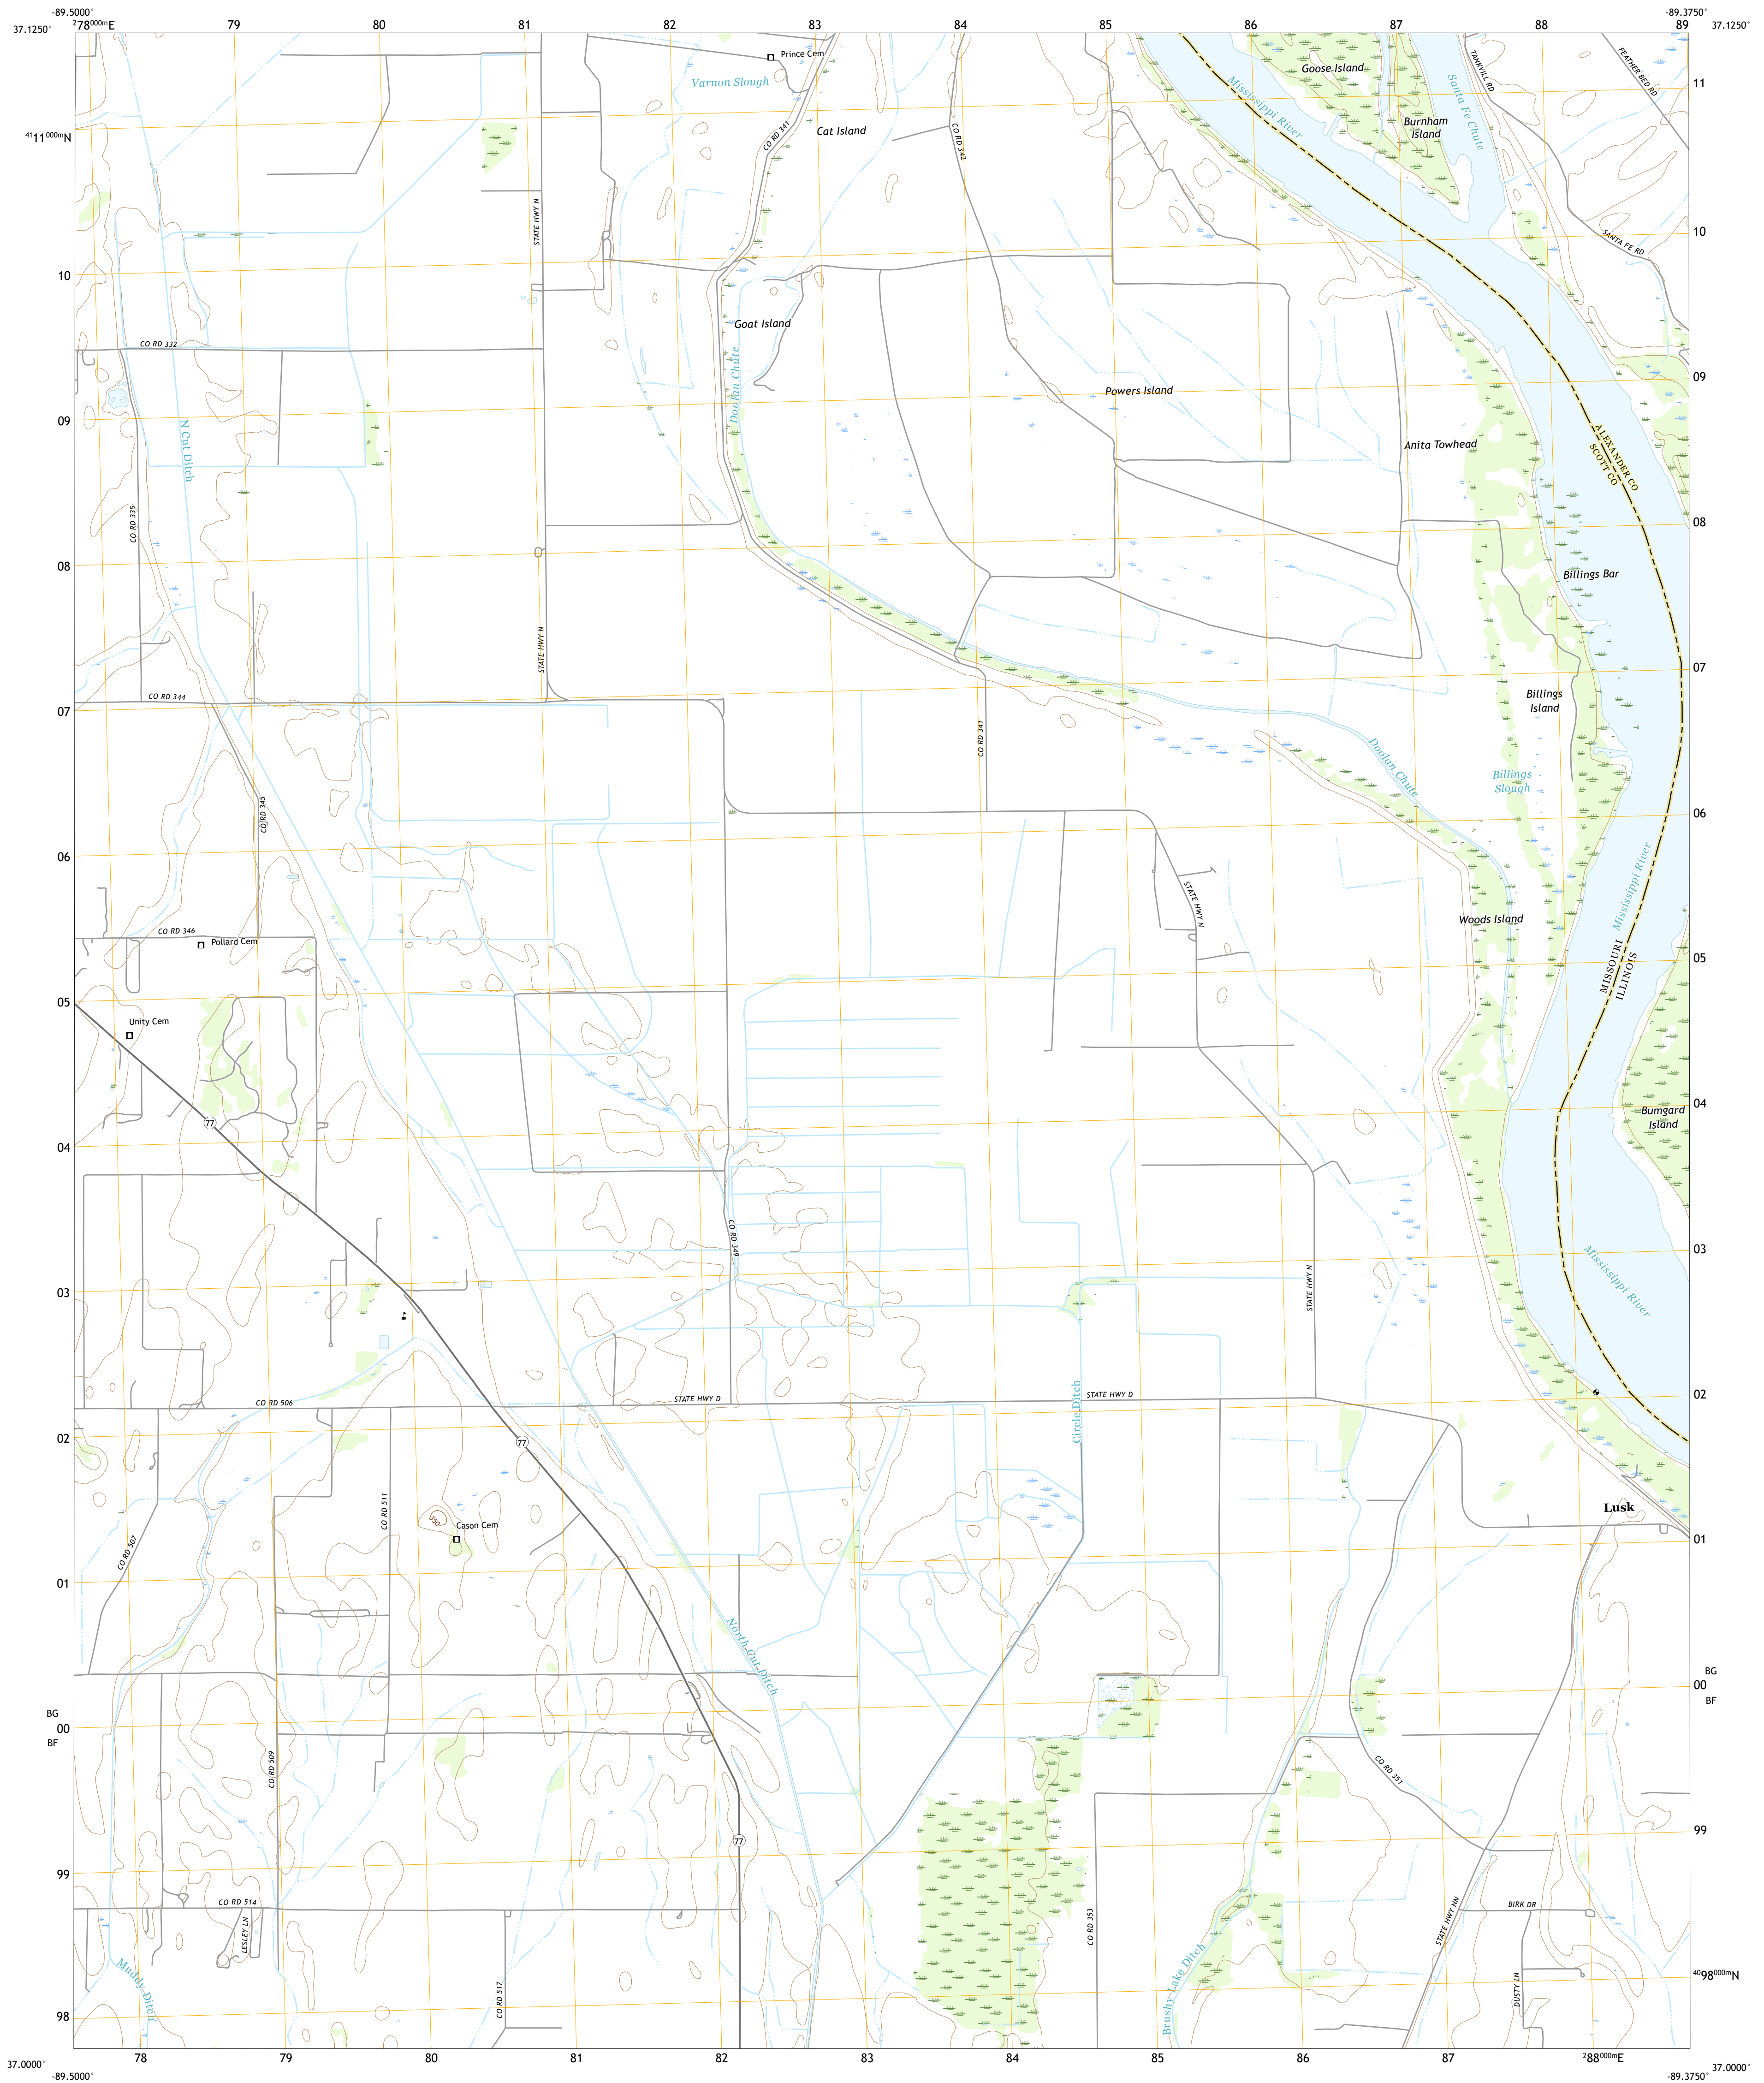 -89.5000°
-89.3750°
37.1250°
²78⁰⁰⁰ᵐE
79
80
81
82
83
84
85
86
87
88
89
37.1250°
Prince Cem
Varnon Slough
Goose Island
Mississippi River
Santa Fe Chute
TANKVILL RD
FEATHER BED RD
11
⁴¹11⁰⁰⁰ᵐN
CO RD 341
Cat Island
CO RD 342
Burnham
Island
STATE HWY N
SANTA FE RD
10
10
Goat Island
CO RD 332
Doolan Chute
Powers Island
09
09
N Cut Ditch
Anita Towhead
ALEXANDER CO
SCOTT CO
CO RD 335
08
08
Billings Bar
STATE HWY N
07
CO RD 344
Billings
Island
07
CO RD 341
Doolan Chute
Billings
Slough
CO RD 345
06
06
Mississippi River
STATE HWY N
Woods Island
CO RD 346
Pollard Cem
MISSOURI
ILLINOIS
05
05
Unity Cem
77
04
Bumgard
Island
04
CO RD 349
03
03
STATE HWY N
Mississippi River
CO RD 506
STATE HWY D
STATE HWY D
02
Circle Ditch
02
77
CO RD 511
350
Cason Cem
Lusk
CO RD 507
01
01
North Cut Ditch
BG
00
BF
BG
00
BF
CO RD 509
CO RD 351
77
99
99
CO RD 514
LESLEY LN
CO RD 353
STATE HWY NN
BIRK DR
Muddy Ditch
CO RD 517
Brushy Lake Ditch
DUSTY LN
⁴⁰98⁰⁰⁰ᵐN
98
37.0000°
78
79
80
81
82
83
84
85
86
87
²88⁰⁰⁰ᵐE
37.0000°
-89.5000°
-89.3750°